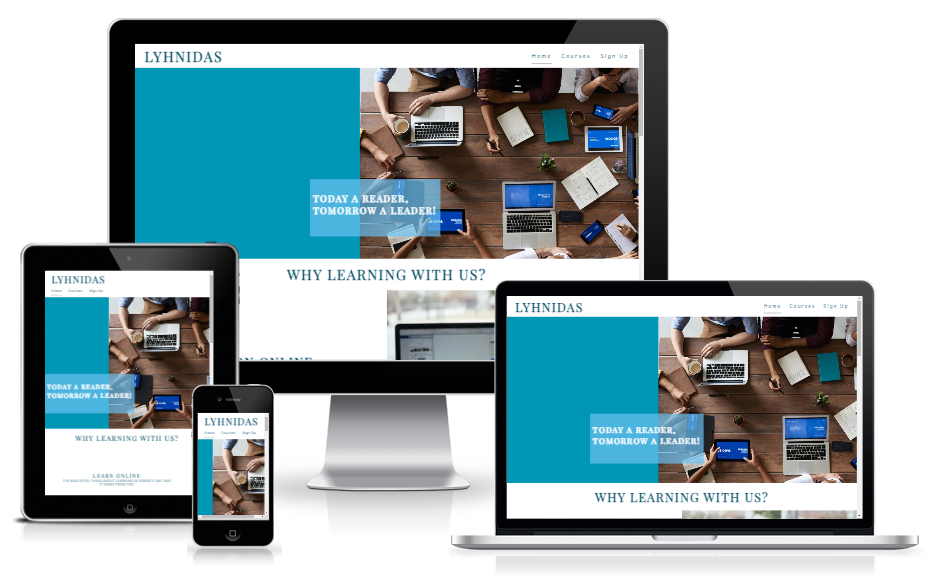 LYHNIDAS
Home Courses Sign Up
TODAY A READER,
TOMORROW A LEADER!
WHY LEARNING WITH US?
LYHNIDAS
Home Courses Sign Up
TODAY A READER,
TOMORROW A LEADER!
WHY LEARNING WITH US?
LEARN ONLINE
LYHNIDAS
Home Courses Sign Up
LYHNIDAS
Home Courses Sign Up
TODAY A READER,
TOMORROW A LEADER!
WHY LEARNING WITH US?